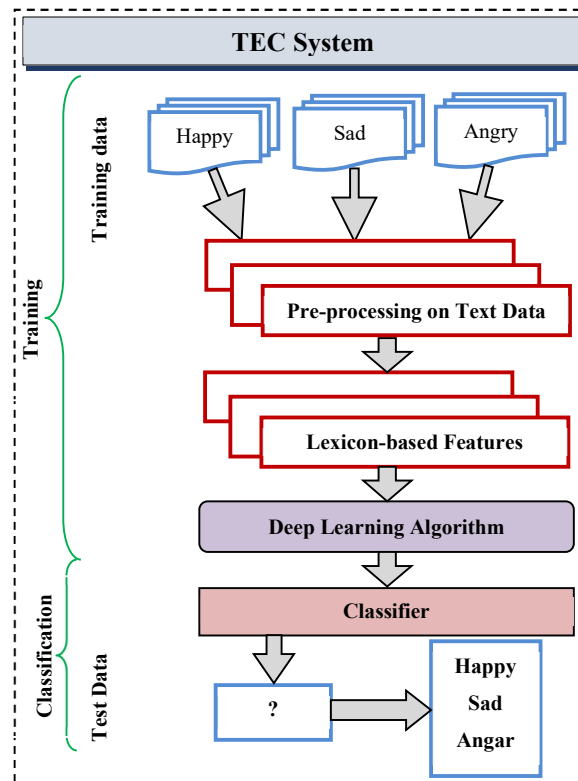 TEC System
Training data
Happy
Sad
Angry
Training
Pre-processing on Text Data
Lexicon-based Features
Deep Learning Algorithm
Classification
Classifier
Test Data
?
Happy
Sad
Angar